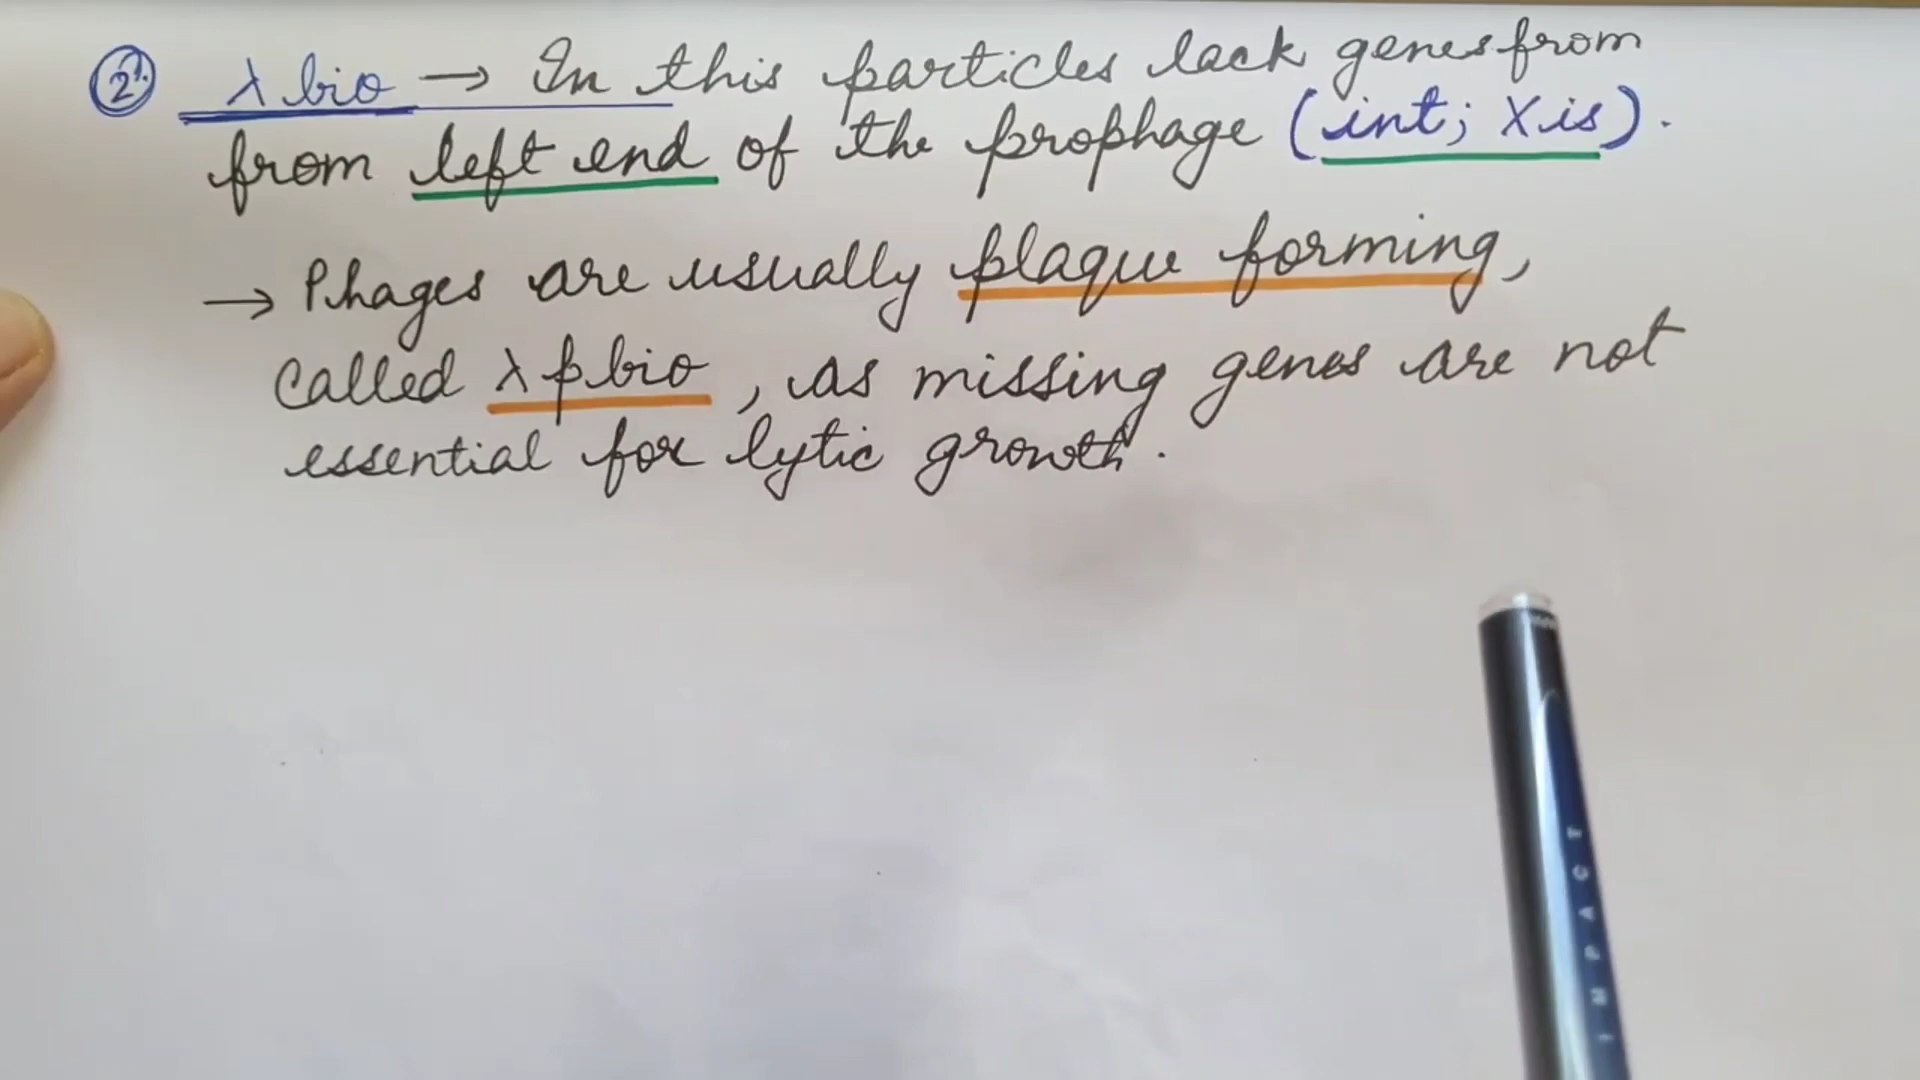 2. λ bio → In this particles lack genes from
from left end of the prophage (int; Xis).
→ Phages are usually plaque forming,
called λ p bio, as missing genes are not
essential for lytic growth.
IMPACT